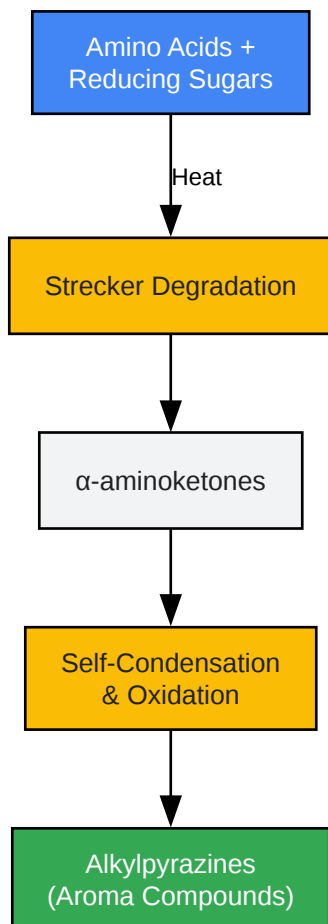 Amino Acids +
Reducing Sugars
Heat
Strecker Degradation
α-aminoketones
Self-Condensation
& Oxidation
Alkylpyrazines
(Aroma Compounds)